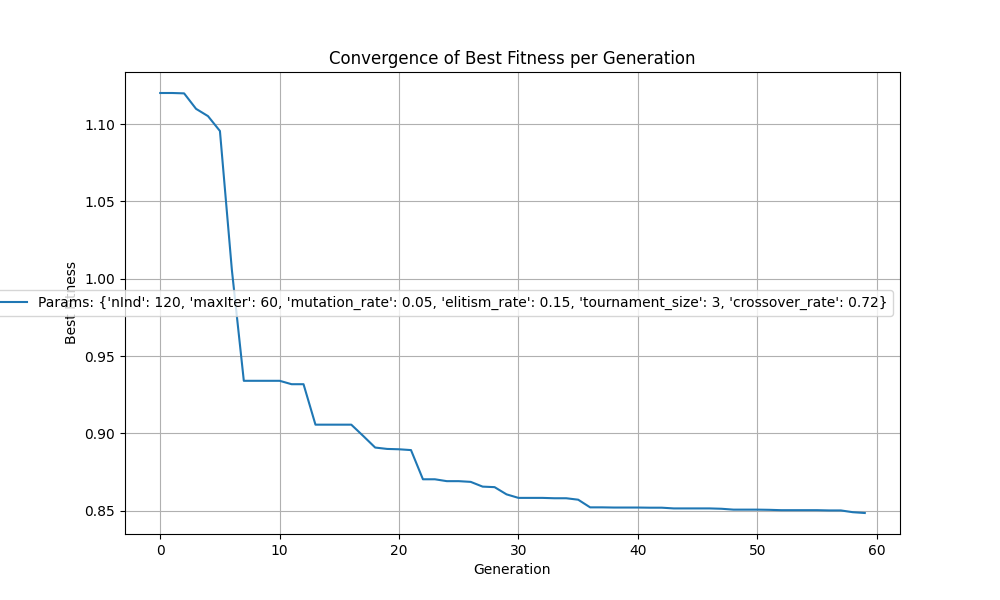 Convergence of Best Fitness per Generation
1.10
1.05
1.00
0.95
0.90
0.85
Best Fitness
Params: {'nInd': 120, 'maxIter': 60, 'mutation_rate': 0.05, 'elitism_rate': 0.15, 'tournament_size': 3, 'crossover_rate': 0.72}
0 10 20 30 40 50 60
Generation